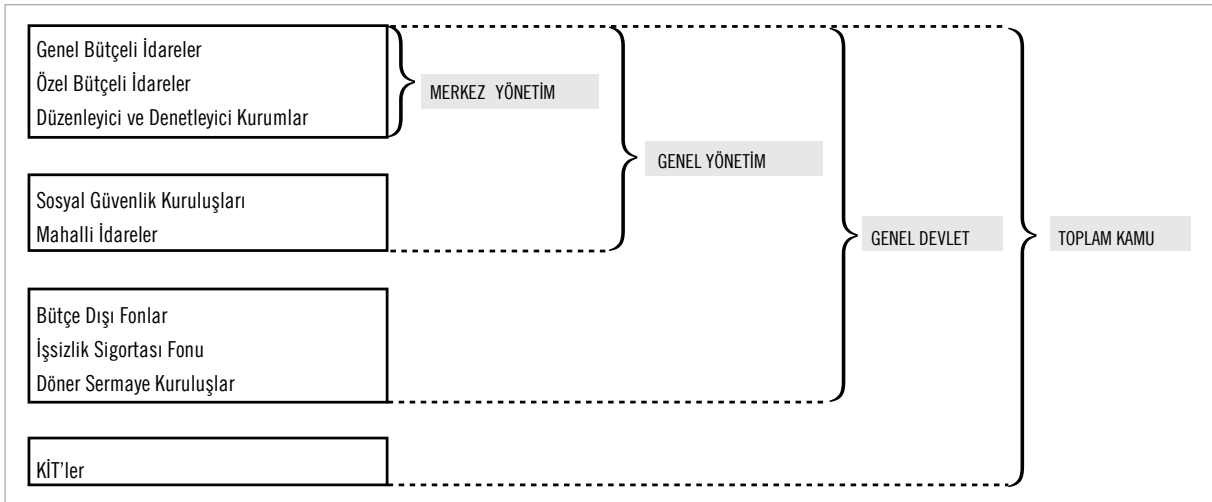 Genel Bütçeli İdareler
Özel Bütçeli İdareler
Düzenleyici ve Denetleyici Kurumlar
MERKEZ YÖNETİM
GENEL YÖNETİM
Sosyal Güvenlik Kuruluşları
Mahalli İdareler
GENEL DEVLET
TOPLAM KAMU
Bütçe Dışı Fonlar
İşsizlik Sigortası Fonu
Döner Sermaye Kuruluşlar
KİT’ler